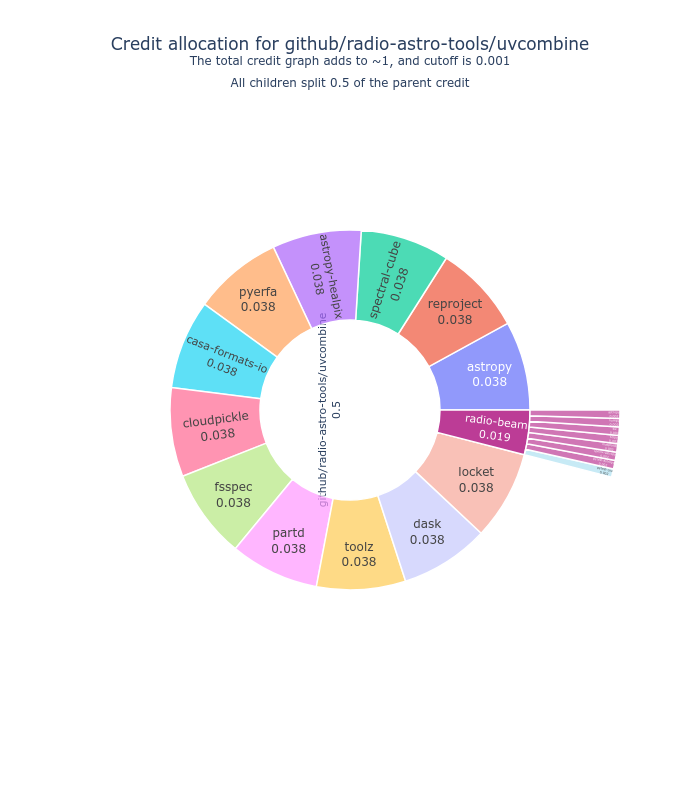 Credit allocation for github/radio-astro-tools/uvcombine
The total credit graph adds to ~1, and cutoff is 0.001
All children split 0.5 of the parent credit
astropy-healpix
0.038
spectral-cube
0.038
pyerfa
0.038
reproject
0.038
casa-formats-io
0.038
astropy
0.038
github/radio-astro-tools/uvcombine
0.5
cloudpickle
0.038
radio-beam
0.019
fsspec
0.038
locket
0.038
partd
0.038
toolz
0.038
dask
0.038